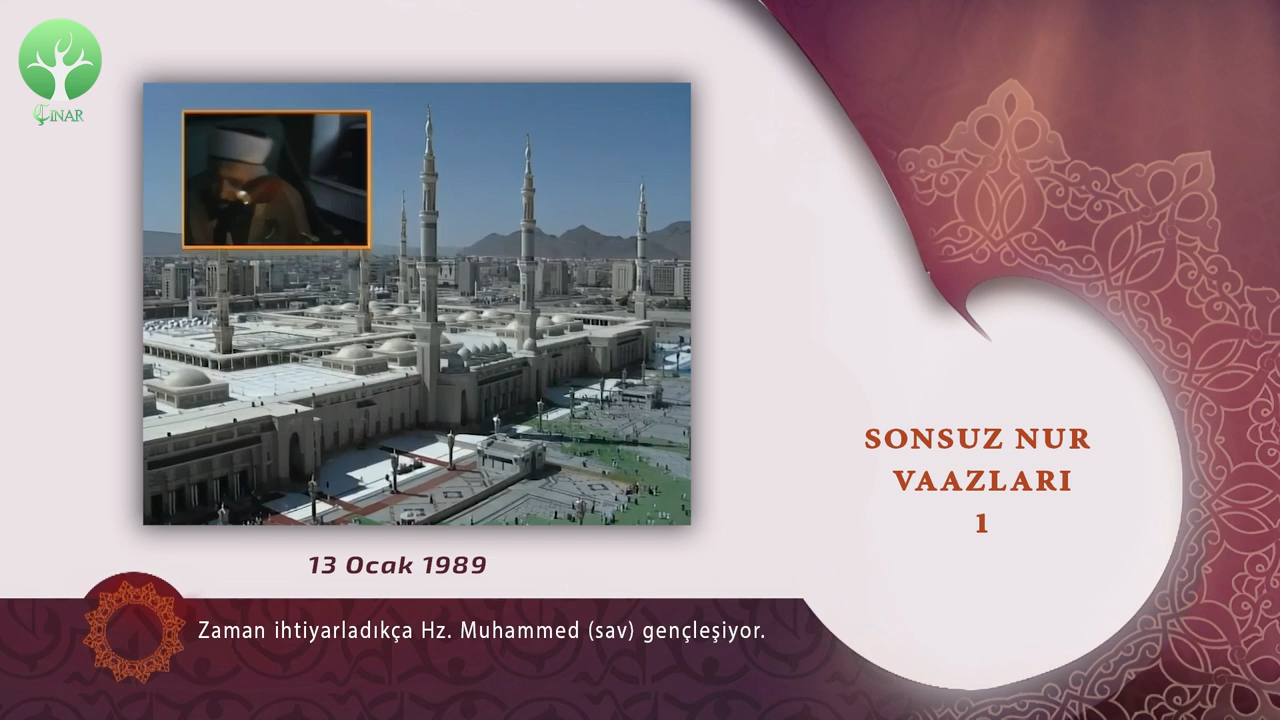 ÇINAR
SONSUZ NUR
VAAZLARI
1
13 Ocak 1989
Zaman ihtiyarladıkça Hz. Muhammed (sav) gençleşiyor.